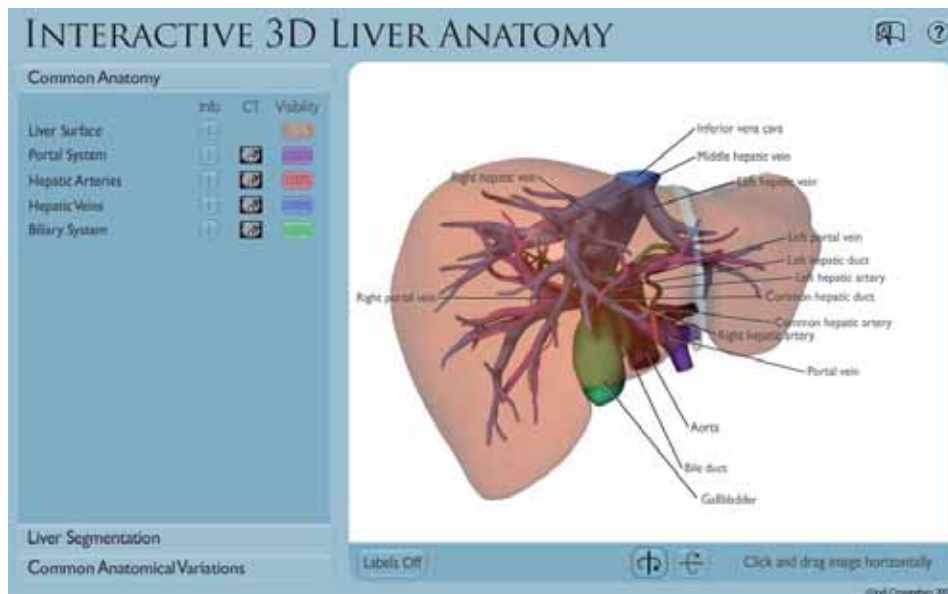 INTERACTIVE 3D LIVER ANATOMY
?
Common Anatomy
Info CT Visibility
Liver Surface
Portal System
Hepatic Arteries
Hepatic Veins
Biliary System
Liver Segmentation
Common Anatomical Variations
Inferior vena cava
Middle hepatic vein
Right hepatic vein
Left hepatic vein
Left portal vein
Left hepatic duct
Left hepatic artery
Right portal vein
Common hepatic duct
Common hepatic artery
Right hepatic artery
Portal vein
Aorta
Bile duct
Gallbladder
Labels Off
Click and drag image horizontally